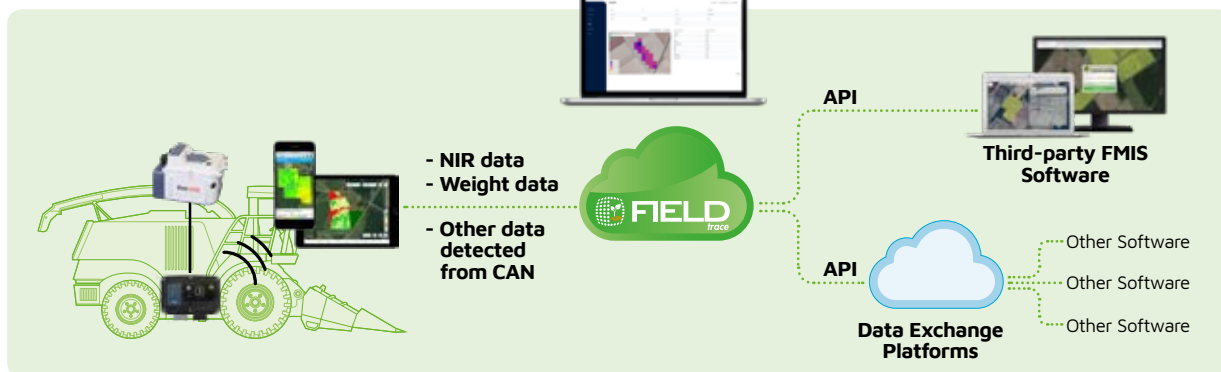 API
- NIR data
- Weight data
- Other data
detected
from CAN
FIELD
trace
Third-party FMIS
Software
API
Data Exchange
Platforms
Other Software
Other Software
Other Software